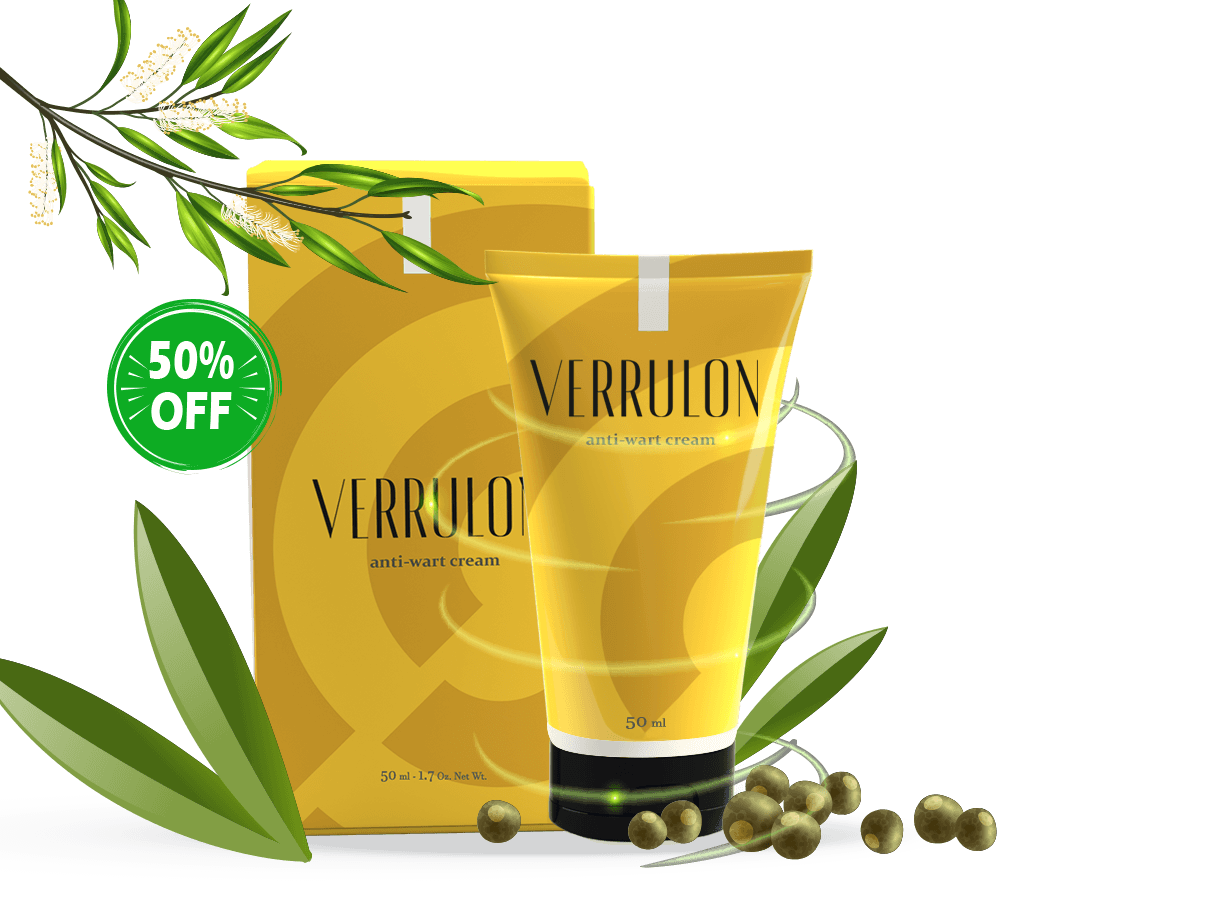 50%
OFF
VERRULON
anti-wart cream
50 ml
VERRULON
anti-wart cream
50 ml - 1.7 Oz. Net Wt.